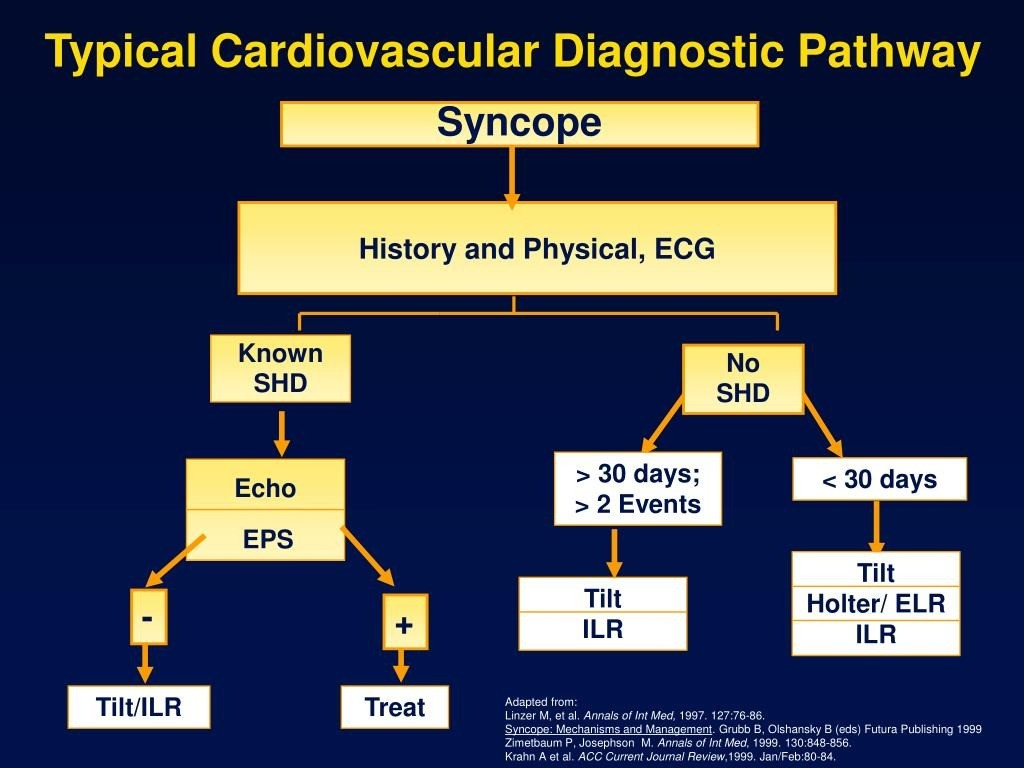 Typical Cardiovascular Diagnostic Pathway
Syncope
History and Physical, ECG
Known
SHD
No
SHD
> 30 days;
> 2 Events
< 30 days
Echo
EPS
Tilt
Holter/ ELR
ILR
Tilt
ILR
-
+
Tilt/ILR
Treat
Adapted from:
Linzer M, et al. Annals of Int Med, 1997. 127:76-86.
Syncope: Mechanisms and Management. Grubb B, Olshansky B (eds) Futura Publishing 1999
Zimetbaum P, Josephson  M. Annals of Int Med, 1999. 130:848-856.
Krahn A et al. ACC Current Journal Review,1999. Jan/Feb:80-84.